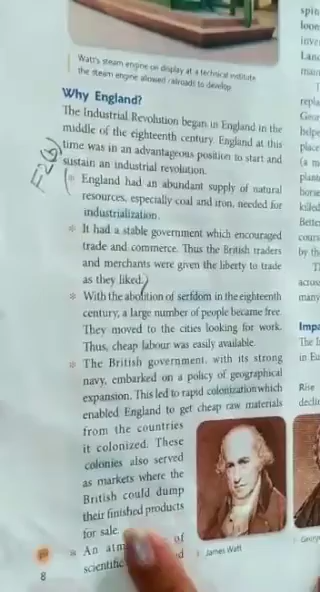 Watt's steam engine on display at a technical institute
the steam engine allowed railroads to develop
Why England?
The Industrial Revolution began in England in the
middle of the eighteenth century. England at this
time was in an advantageous position to start and
sustain an industrial revolution.
England had an abundant supply of natural
resources, especially coal and iron, needed for
industrialization.
It had a stable government which encouraged
trade and commerce. Thus the British traders
and merchants were given the liberty to trade
as they liked.
With the abolition of serfdom in the eighteenth
century, a large number of people became free.
They moved to the cities looking for work.
Thus, cheap labour was easily available.
The British government, with its strong
navy, embarked on a policy of geographical
expansion. This led to rapid colonization which
enabled England to get cheap raw materials
from the countries
it colonized. These
colonies also served
as markets where the
British could dump
their finished products
for sale
An of
scientific
James Watt
8